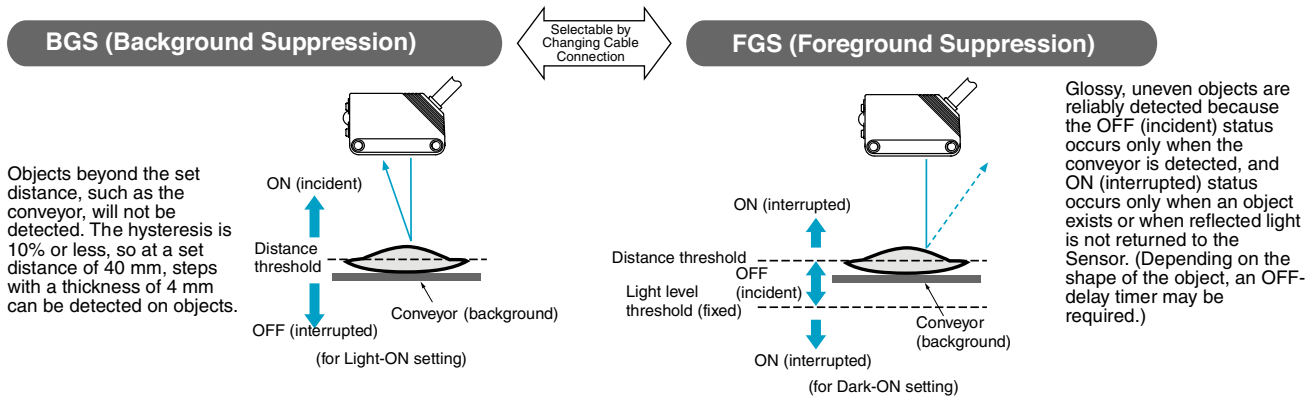 BGS (Background Suppression)
Selectable by
Changing Cable
Connection
FGS (Foreground Suppression)
Objects beyond the set
distance, such as the
conveyor, will not be
detected. The hysteresis is
10% or less, so at a set
distance of 40 mm, steps
with a thickness of 4 mm
can be detected on objects.
ON (incident)
Distance
threshold
OFF (interrupted)
Conveyor (background)
(for Light-ON setting)
ON (interrupted)
Distance threshold
OFF
(incident)
Light level
threshold (fixed)
ON (interrupted)
Conveyor
(background)
(for Dark-ON setting)
Glossy, uneven objects are
reliably detected because
the OFF (incident) status
occurs only when the
conveyor is detected, and
ON (interrupted) status
occurs only when an object
exists or when reflected light
is not returned to the
Sensor. (Depending on the
shape of the object, an OFF-
delay timer may be
required.)